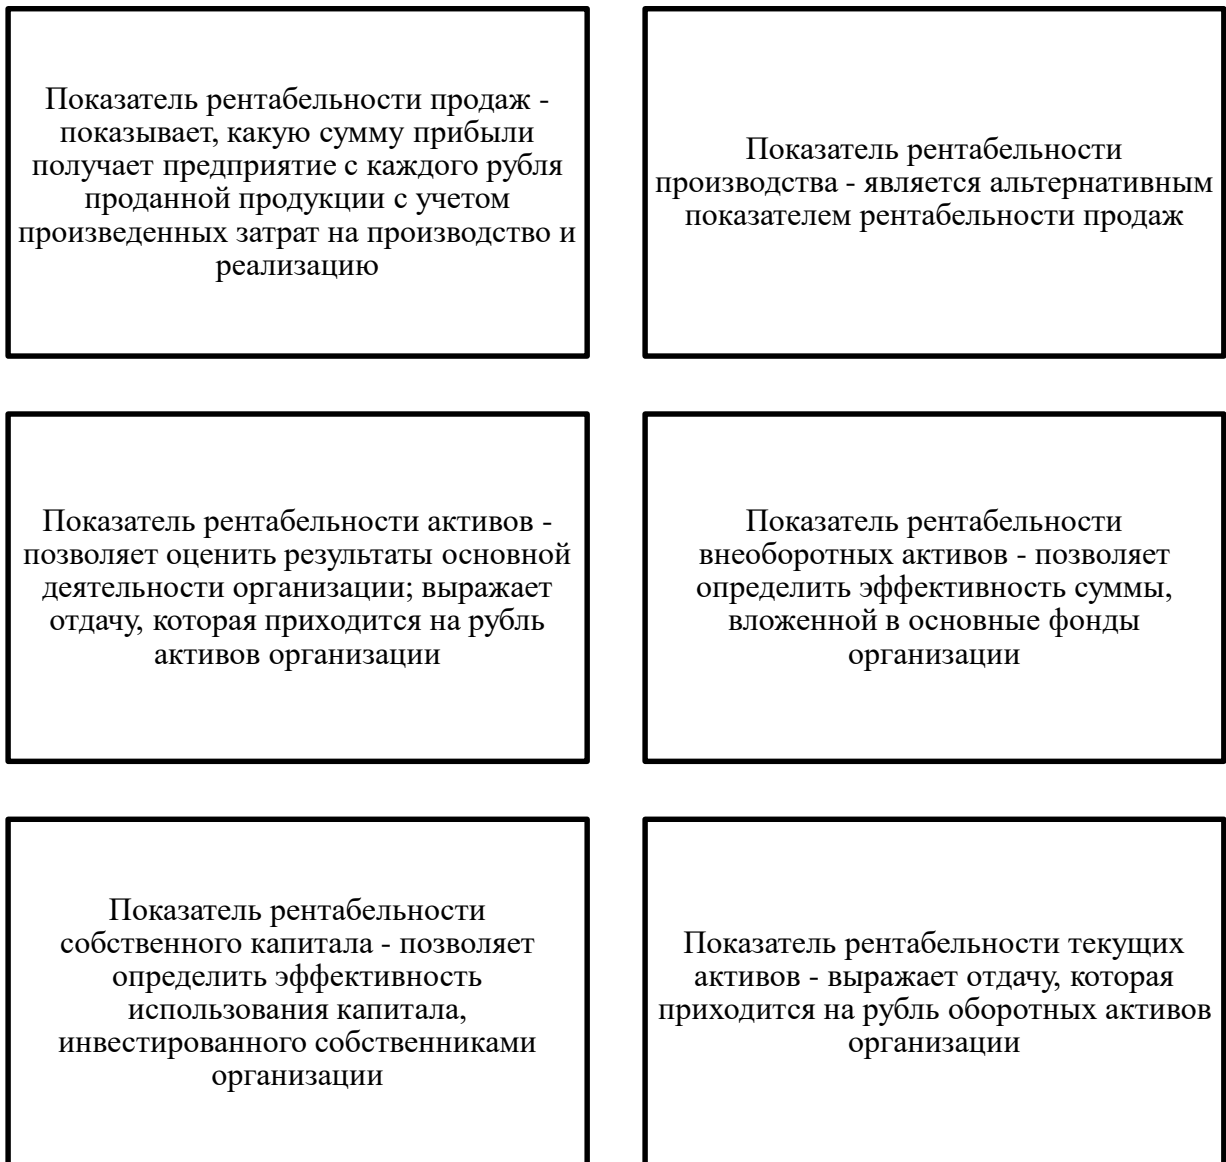 Показатель рентабельности продаж -
показывает, какую сумму прибыли
получает предприятие с каждого рубля
проданной продукции с учетом
произведенных затрат на производство и
реализацию
Показатель рентабельности
производства - является альтернативным
показателем рентабельности продаж
Показатель рентабельности активов -
позволяет оценить результаты основной
деятельности организации; выражает
отдачу, которая приходится на рубль
активов организации
Показатель рентабельности
внеоборотных активов - позволяет
определить эффективность суммы,
вложенной в основные фонды
организации
Показатель рентабельности
собственного капитала - позволяет
определить эффективность
использования капитала,
инвестированного собственниками
организации
Показатель рентабельности текущих
активов - выражает отдачу, которая
приходится на рубль оборотных активов
организации